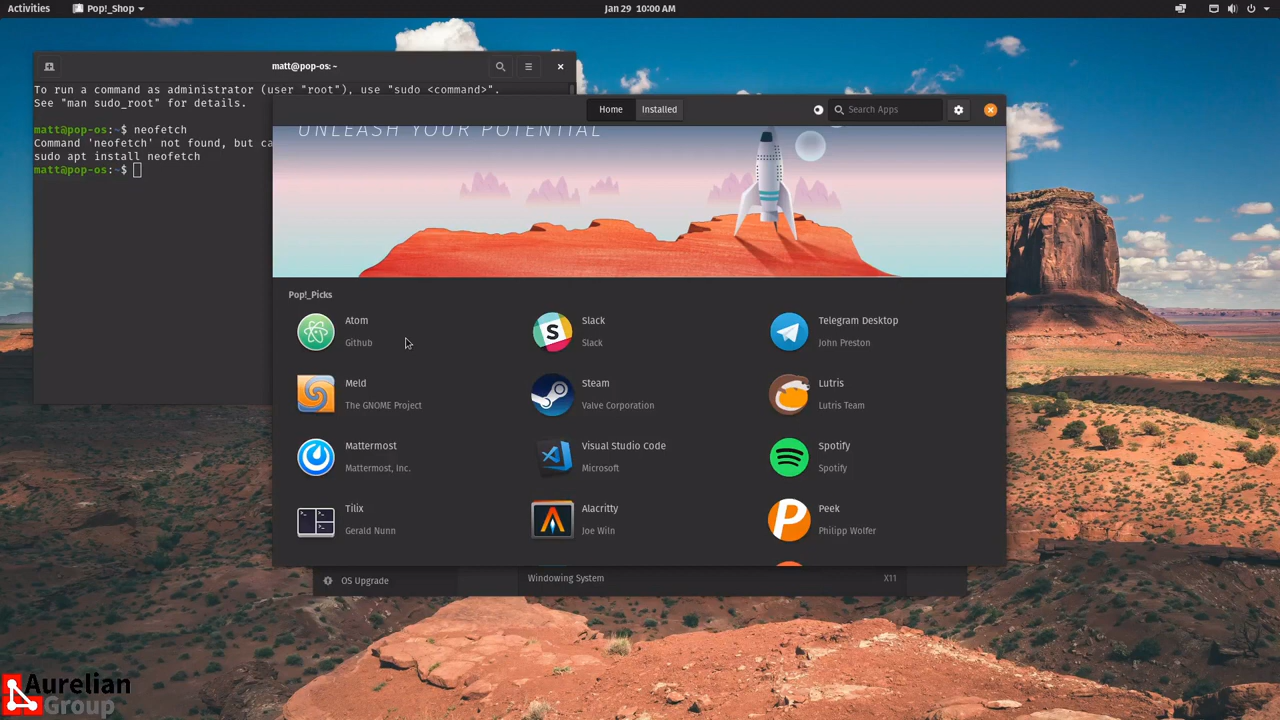 Activities
Pop!_Shop
Jan 29 10:00 AM
matt@pop-os: ~
To run a command as administrator (user "root"), use "sudo <command>".
See "man sudo_root" for details.
matt@pop-os:~$ neofetch
Command 'neofetch' not found, but ca
sudo apt install neofetch
matt@pop-os:~$
Home
Installed
Search Apps
UNLEASH YOUR POTENTIAL
Pop!_Picks
Atom
Github
Slack
Slack
Telegram Desktop
John Preston
Meld
The GNOME Project
Steam
Valve Corporation
Lutris
Lutris Team
Mattermost
Mattermost, Inc.
Visual Studio Code
Microsoft
Spotify
Spotify
Tilix
Gerald Nunn
Alacritty
Joe Wiln
Peek
Philipp Wolfer
OS Upgrade
Windowing System
X11
Aurelian
Group